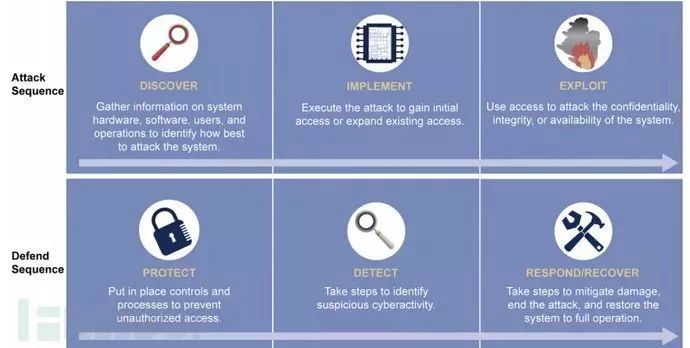 Attack
Sequence
DISCOVER
Gather information on system
hardware, software, users, and
operations to identify how best
to attack the system.
IMPLEMENT
Execute the attack to gain initial
access or expand existing access.
EXPLOIT
Use access to attack the confidentiality,
integrity, or availability of the system.
Defend
Sequence
PROTECT
Put in place controls and
processes to prevent
unauthorized access.
DETECT
Take steps to identify
suspicious cyberactivity.
RESPOND/RECOVER
Take steps to mitigate damage,
end the attack, and restore the
system to full operation.